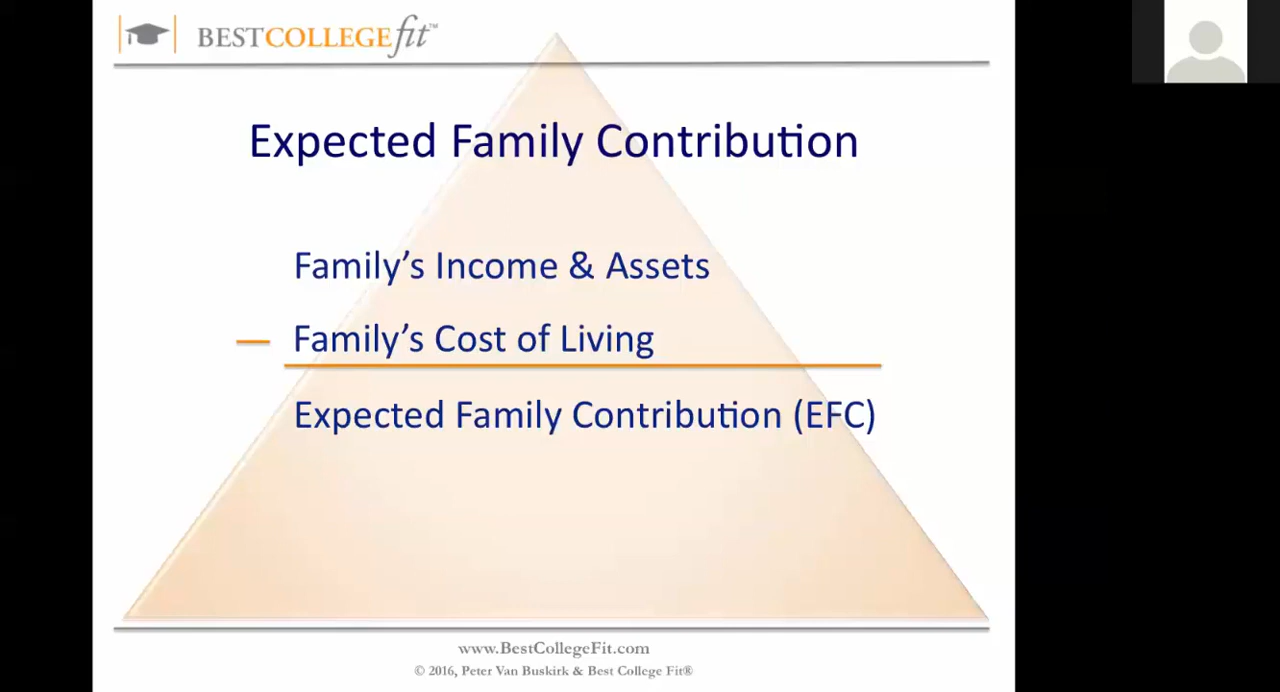 BESTCOLLEGEfit™
Expected Family Contribution
Family’s Income & Assets
— Family’s Cost of Living
Expected Family Contribution (EFC)
www.BestCollegeFit.com
© 2016, Peter Van Buskirk & Best College Fit®